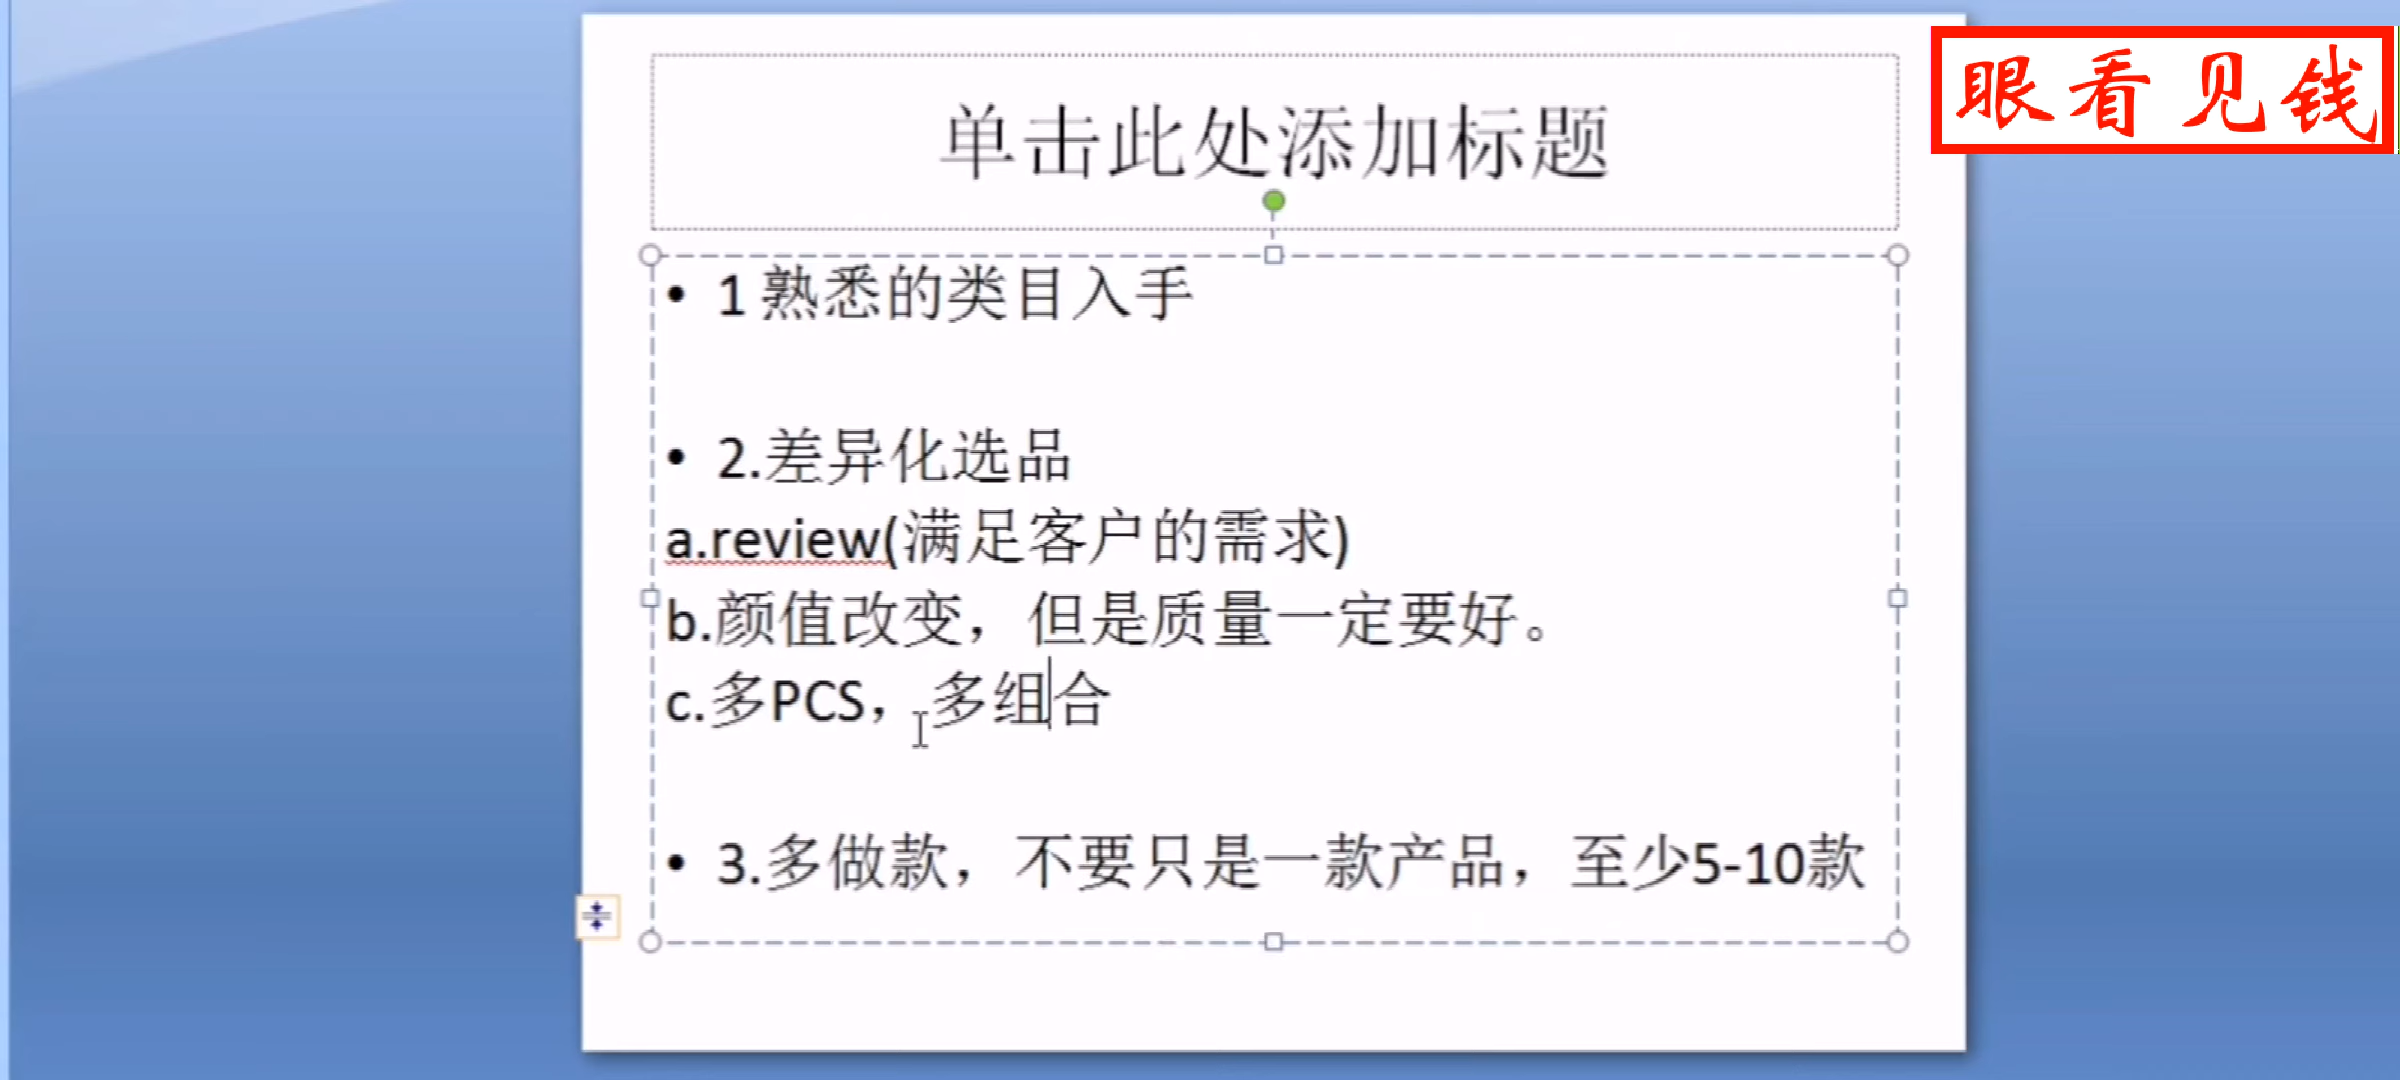 眼看见钱
单击此处添加标题
• 1熟悉的类目入手
• 2.差异化选品
a.review(满足客户的需求)
b.颜值改变，但是质量一定要好。
c.多PCS，多组合
• 3.多做款，不要只是一款产品，至少5-10款